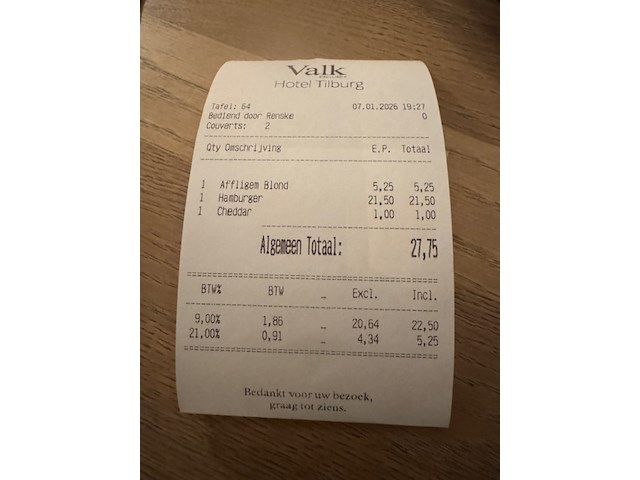 Valk
Hotel Tilburg
Tafel: 64 07.01.2026 19:27
Bediend door Renske 0
Couverts: 2
Qty Omschrijving E.P. Totaal
1 Affligem Blond 5,25 5,25
1 Hamburger 21,50 21,50
1 Cheddar 1,00 1,00
Algemeen Totaal: 27,75
BTW% BTW _ Excl. Incl.
9,00% 1,86 _ 20,64 22,50
21,00% 0,91 _ 4,34 5,25
Bedankt voor uw bezoek,
graag tot ziens.